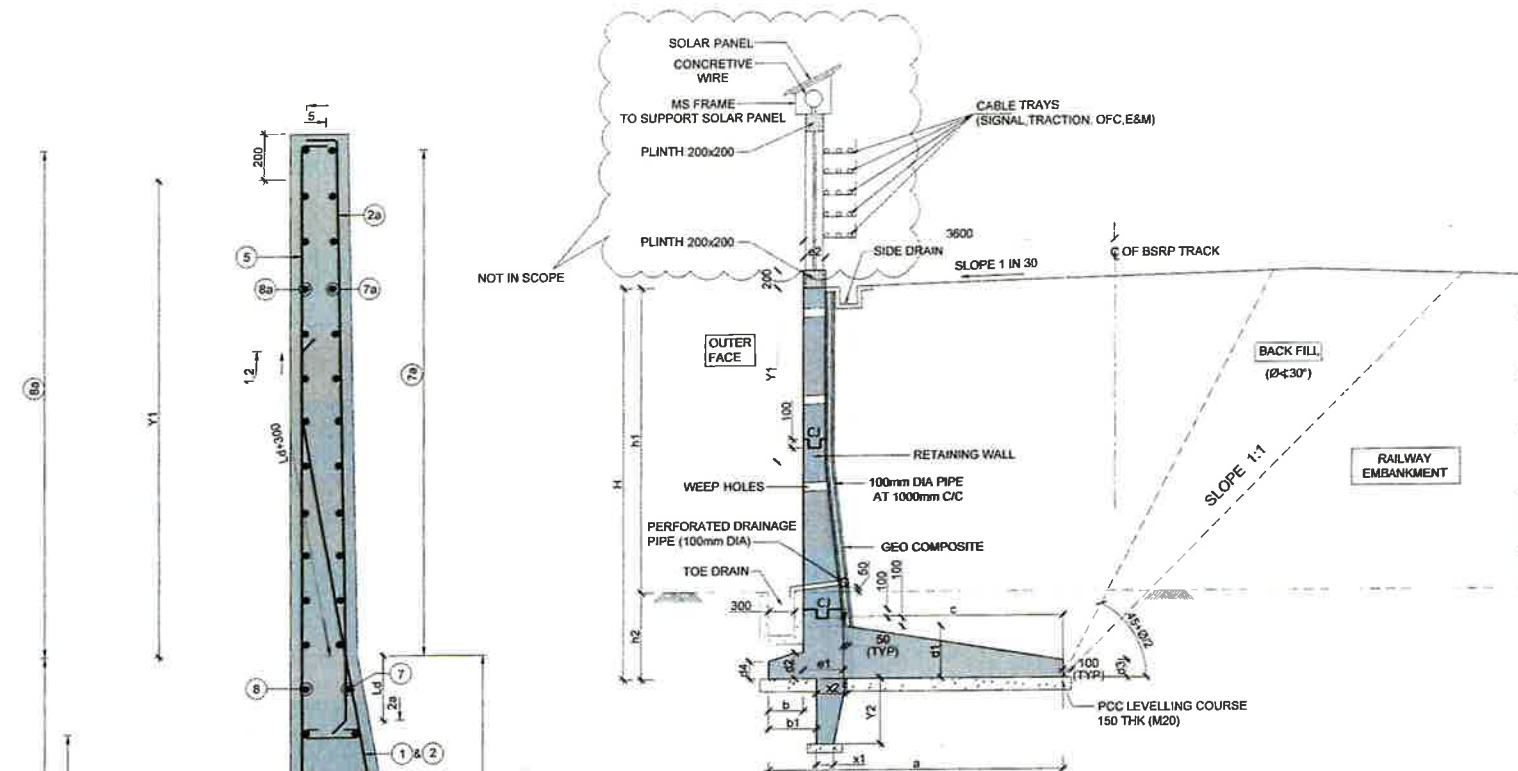 5
200
2a
5
8a
7a
1,2
Ld+300
8a
Y1
7a
8
7
Ld
2a
1 & 2
SOLAR PANEL
CONCRETIVE
WIRE
MS FRAME
TO SUPPORT SOLAR PANEL
PLINTH 200x200
CABLE TRAYS
(SIGNAL,TRACTION, OFC,E&M)
PLINTH 200x200
NOT IN SCOPE
e2
SIDE DRAIN
3600
SLOPE 1 IN 30
℄ OF BSRP TRACK
200
OUTER
FACE
Y1
100
CJ
H
h1
RETAINING WALL
WEEP HOLES
100mm DIA PIPE
AT 1000mm C/C
PERFORATED DRAINAGE
PIPE (100mm DIA)
GEO COMPOSITE
TOE DRAIN
50
100
100
300
CJ
c
h2
50
(TYP)
d1
d4
d2
e1
x2
100
(TYP)
d3
45+Ø/2
b
b1
Y2
x1
a
PCC LEVELLING COURSE
150 THK (M20)
BACK FILL
(Ø≮30°)
SLOPE 1:1
RAILWAY
EMBANKMENT